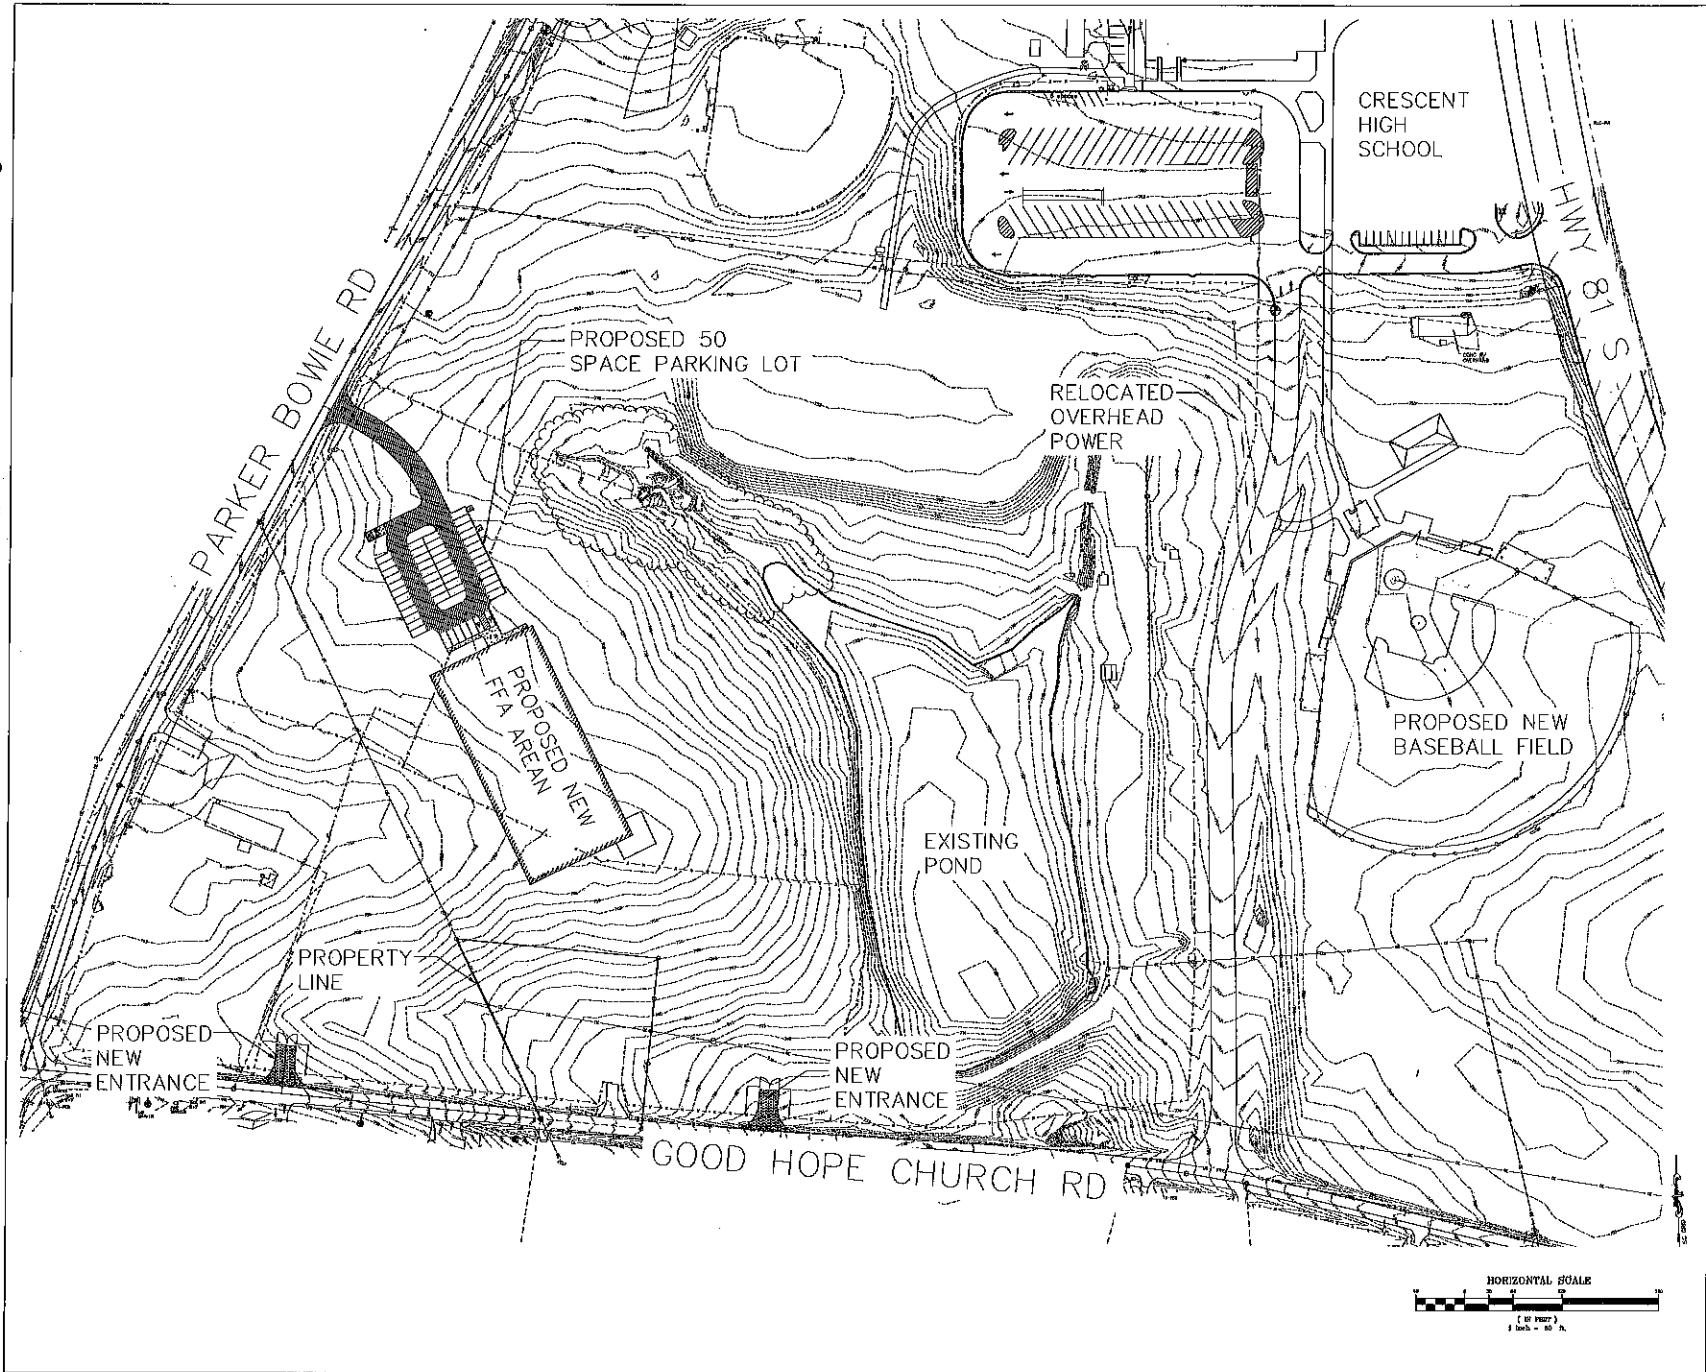 CRESCENT
HIGH
SCHOOL
HWY 81 S
PARKER BOWIE RD
PROPOSED 50
SPACE PARKING LOT
RELOCATED
OVERHEAD
POWER
PROPOSED NEW
FFA AREAN
PROPOSED NEW
BASEBALL FIELD
EXISTING
POND
PROPERTY
LINE
PROPOSED
NEW
ENTRANCE
PROPOSED
NEW
ENTRANCE
GOOD HOPE CHURCH RD
HORIZONTAL SCALE
( IN FEET )